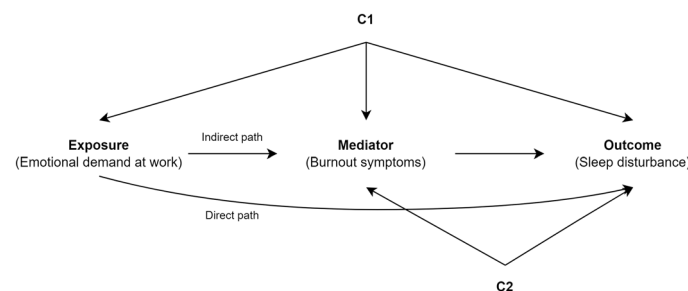 C1
Exposure
(Emotional demand at work)
Indirect path
Mediator
(Burnout symptoms)
Outcome
(Sleep disturbance)
Direct path
C2